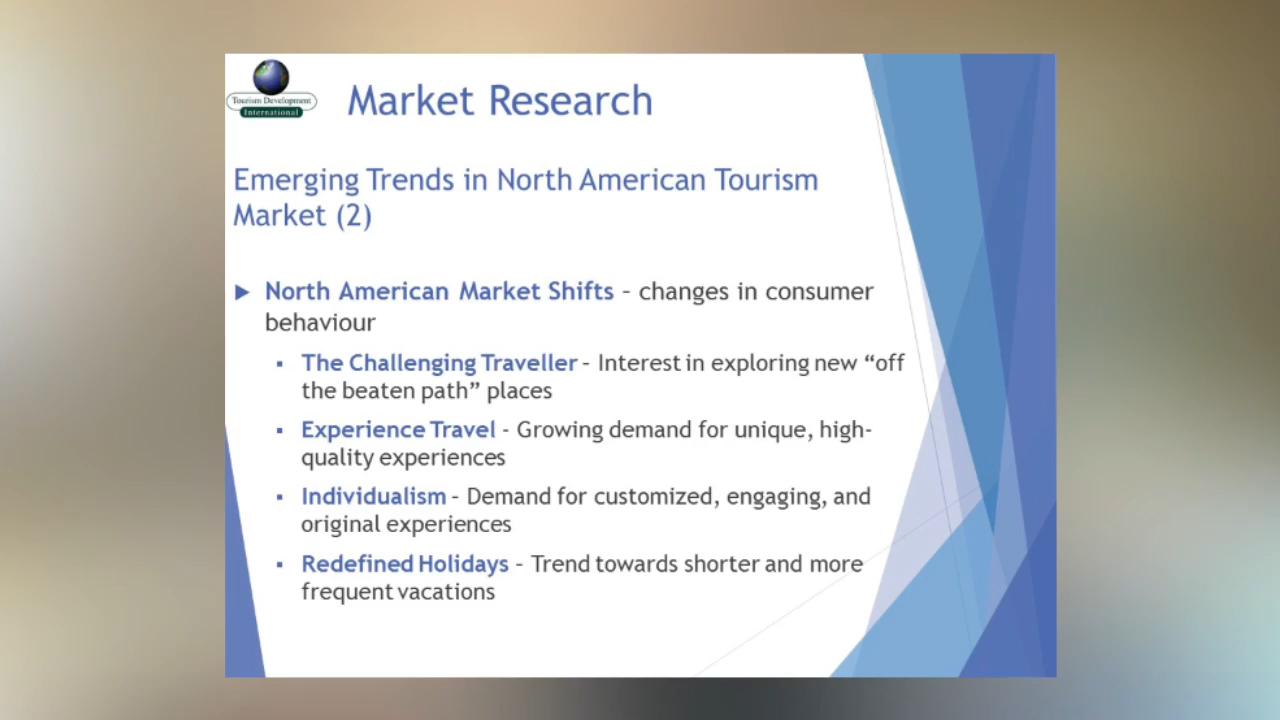 Tourism Development
International
Market Research
Emerging Trends in North American Tourism
Market (2)
North American Market Shifts – changes in consumer
behaviour
The Challenging Traveller – Interest in exploring new “off
the beaten path” places
Experience Travel - Growing demand for unique, high-
quality experiences
Individualism – Demand for customized, engaging, and
original experiences
Redefined Holidays – Trend towards shorter and more
frequent vacations